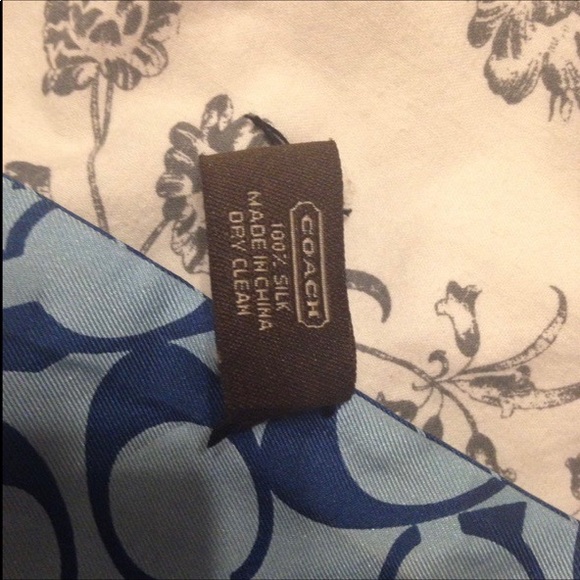 COACH
100% SILK
MADE IN CHINA
DRY CLEAN